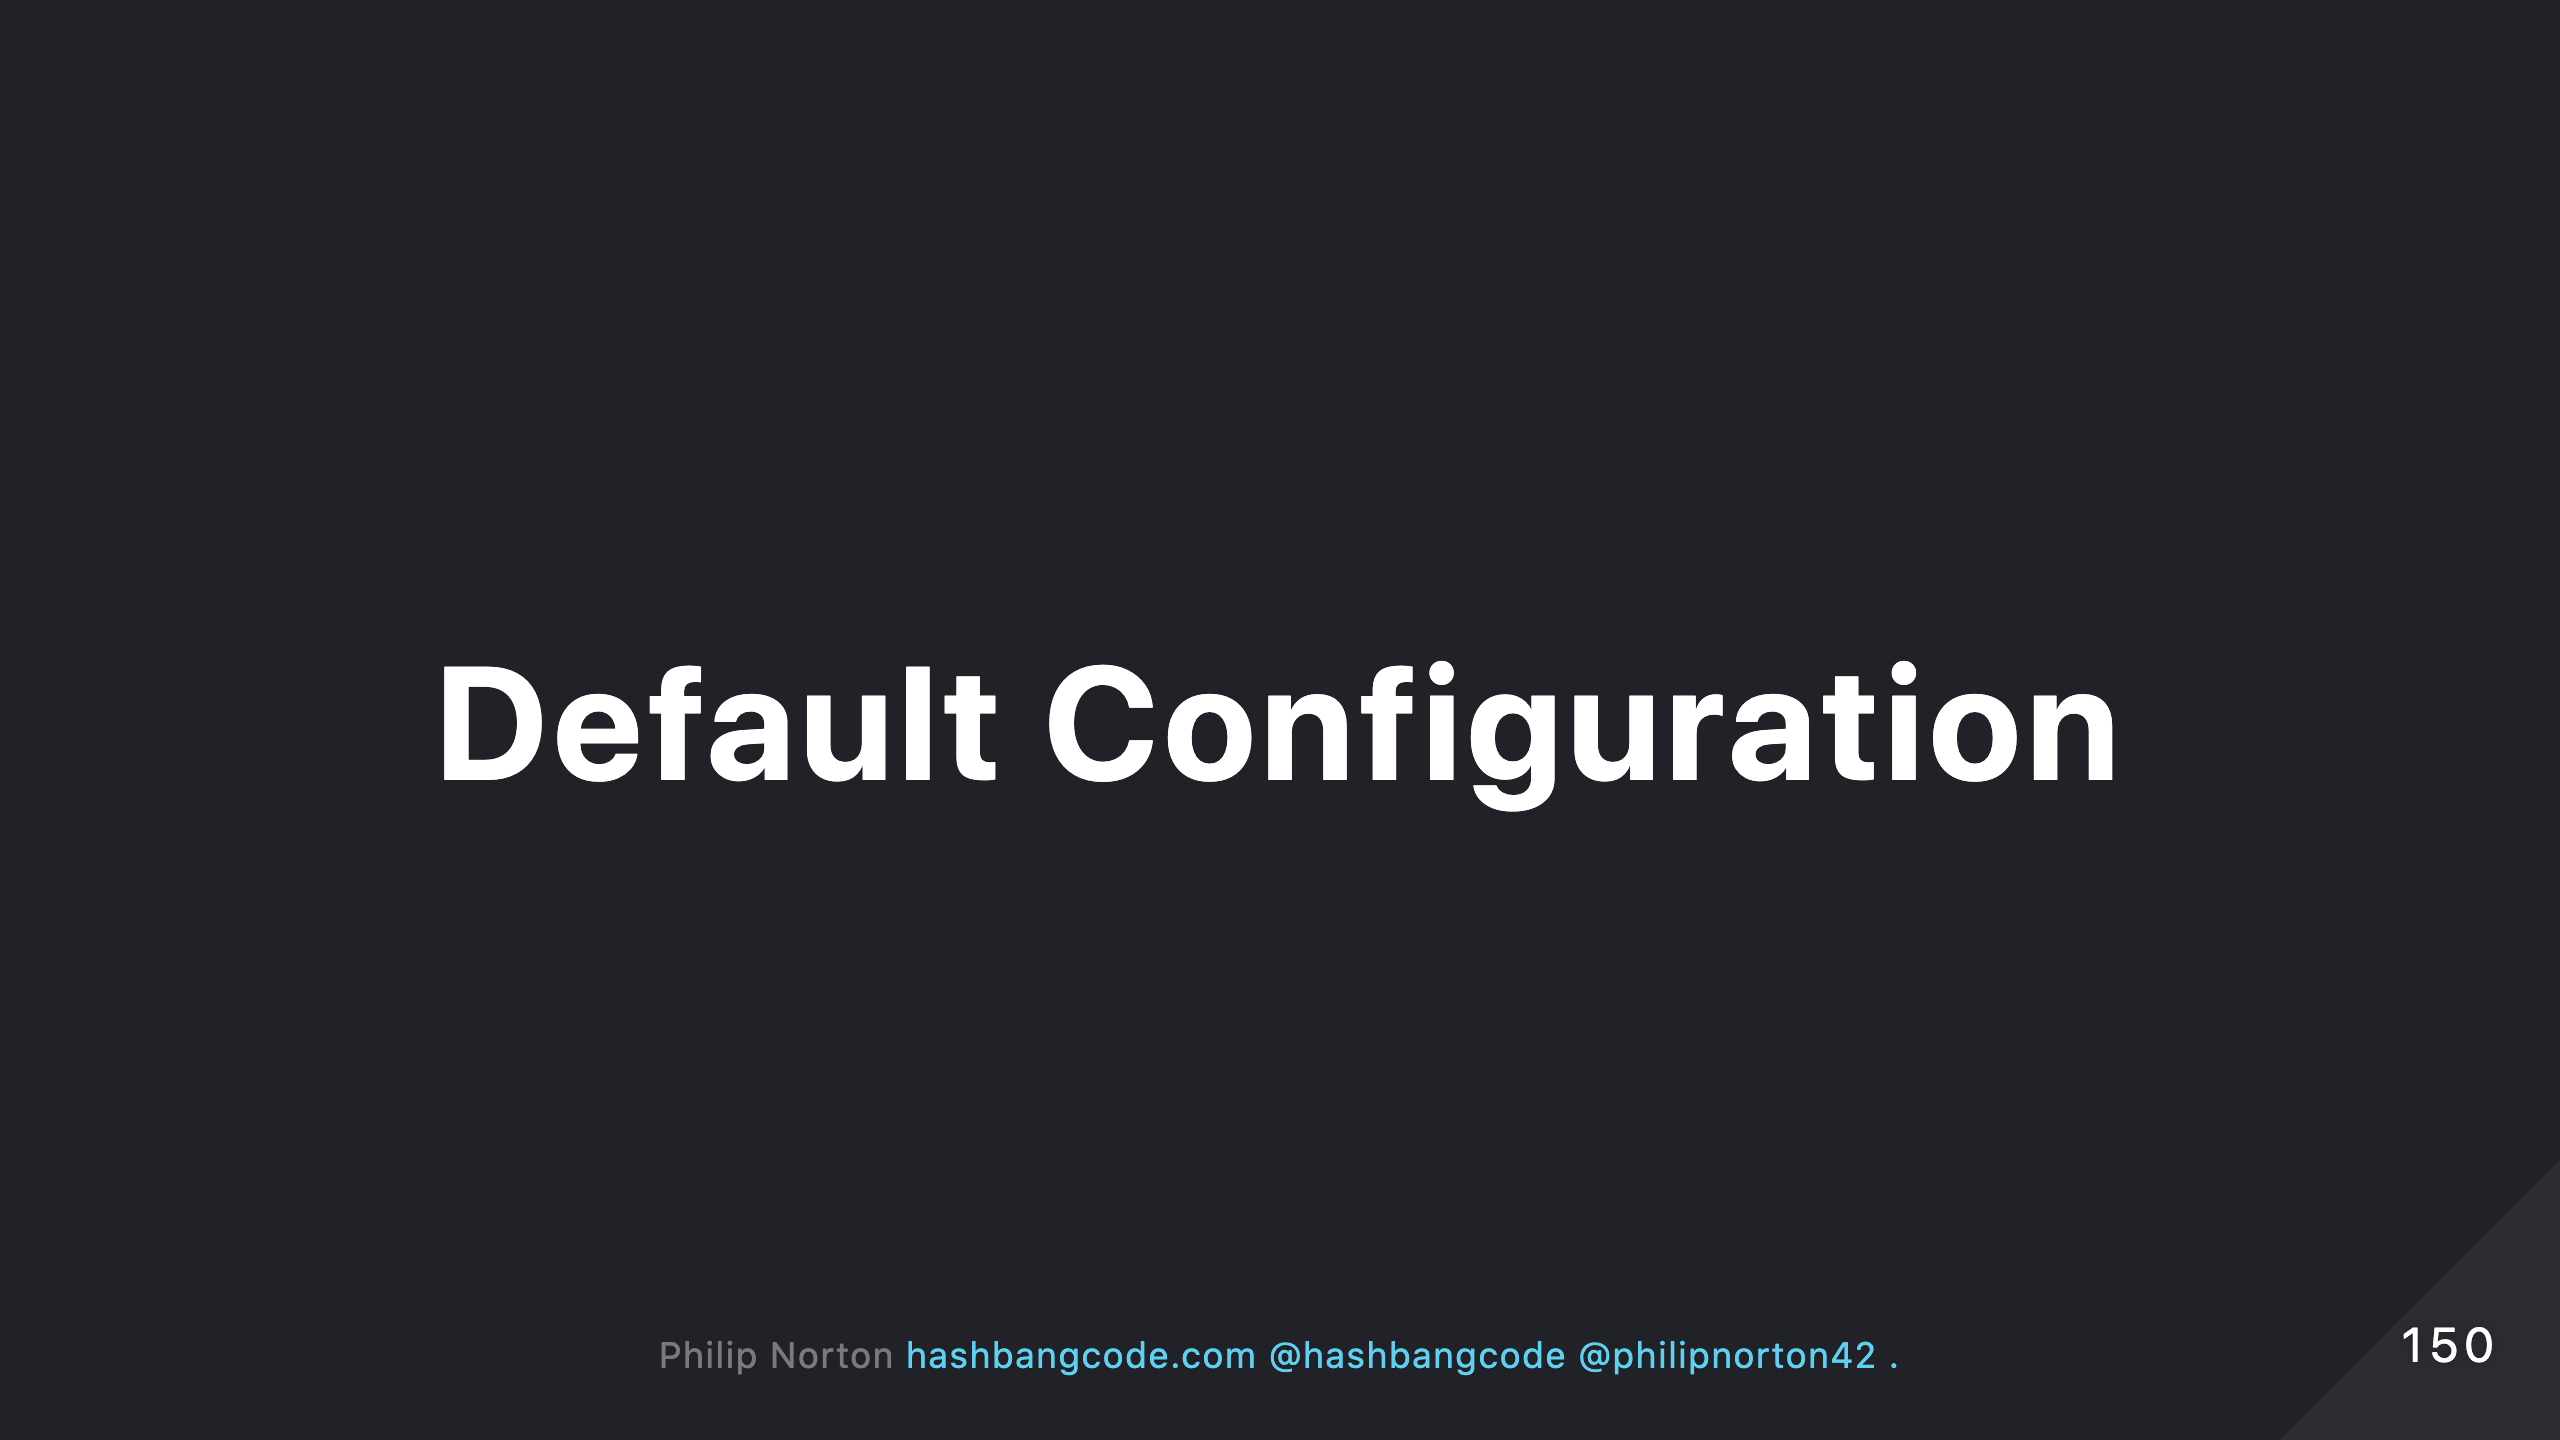 Default Configuration
Philip Norton hashbangcode.com @hashbangcode @philipnorton42 .
150